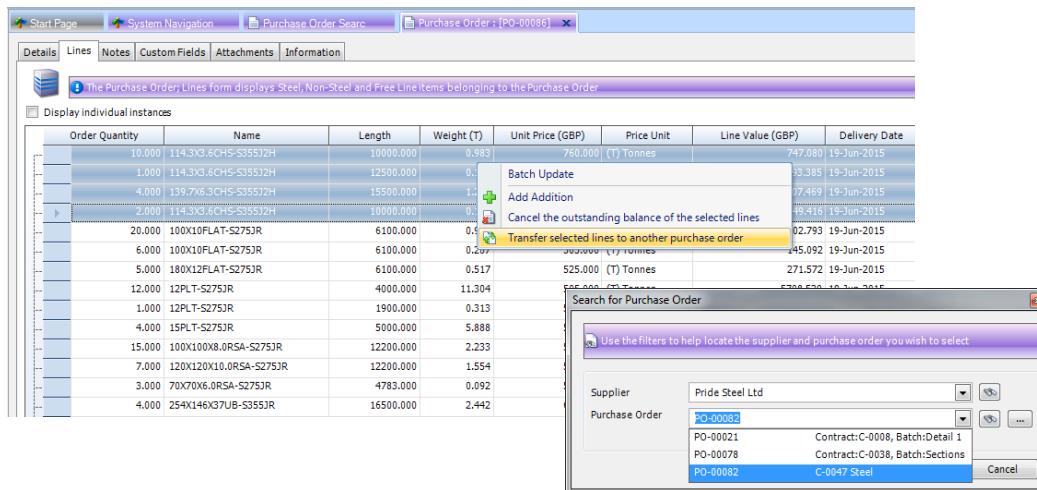 Start Page System Navigation Purchase Order Searc Purchase Order : [PO-00086]
Details Lines Notes Custom Fields Attachments Information
The Purchase Order; Lines form displays Steel, Non-Steel and Free Line items belonging to the Purchase Order
Display individual instances
Order Quantity Name Length Weight (T) Unit Price (GBP) Price Unit Line Value (GBP) Delivery Date
10.000 114.3X3.6CHS-S355J2H 10000.000 0.983 760.000 (T) Tonnes 747.080 19-Jun-2015
1.000 114.3X3.6CHS-S355J2H 12500.000 93.385 19-Jun-2015
4.000 139.7X6.3CHS-S355J2H 15500.000 19-Jun-2015
2.000 114.3X3.6CHS-S355J2H 10000.000 49.416 19-Jun-2015
Batch Update
Add Addition
Cancel the outstanding balance of the selected lines
Transfer selected lines to another purchase order
20.000 100X10FLAT-S275JR 6100.000 02.793 19-Jun-2015
6.000 100X10FLAT-S275JR 6100.000 (T) Tonnes 145.092 19-Jun-2015
5.000 180X12FLAT-S275JR 6100.000 0.517 525.000 (T) Tonnes 271.572 19-Jun-2015
12.000 12PLT-S275JR 4000.000 11.304
1.000 12PLT-S275JR 1900.000 0.313
4.000 15PLT-S275JR 5000.000 5.888
15.000 100X100X8.0RSA-S275JR 12200.000 2.233
7.000 120X120X10.0RSA-S275JR 12200.000 1.554
3.000 70X70X6.0RSA-S275JR 4783.000 0.092
4.000 254X146X37UB-S355JR 16500.000 2.442
Search for Purchase Order
Use the filters to help locate the supplier and purchase order you wish to select
Supplier Pride Steel Ltd
Purchase Order PO-00082 ...
PO-00021 Contract:C-0008, Batch:Detail 1
PO-00078 Contract:C-0038, Batch:Sections
PO-00082 C-0047 Steel
Cancel